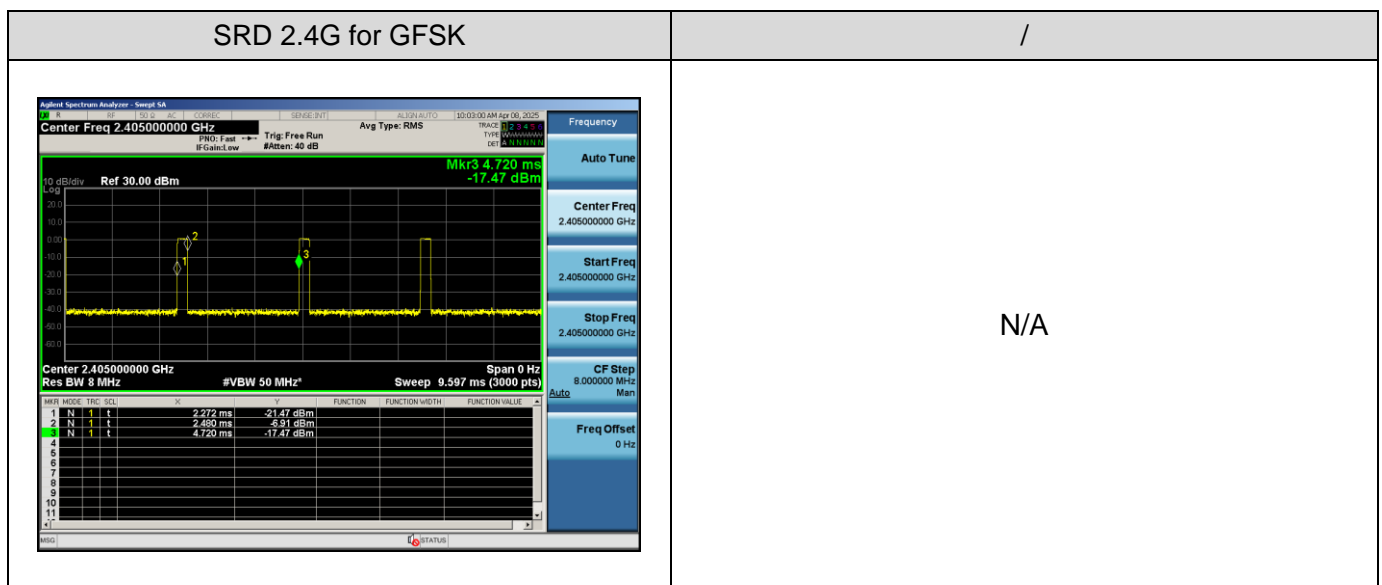 SRD 2.4G for GFSK
/
Agilent Spectrum Analyzer - Swept SA
R RF 50 Ω AC CORREC SENSE:INT ALIGN AUTO 10:03:00 AM Apr 08, 2025
Center Freq 2.405000000 GHz
PNO: Fast
IFGain:Low
Trig: Free Run
#Atten: 40 dB
Avg Type: RMS
TRACE 1 2 3 4 5 6
TYPE
DET A N N N N N
Mkr3 4.720 ms
-17.47 dBm
10 dB/div Ref 30.00 dBm
Log
20.0
10.0
0.00
-10.0
-20.0
-30.0
-40.0
-50.0
-60.0
1
2
3
Center 2.405000000 GHz Span 0 Hz
Res BW 8 MHz #VBW 50 MHz* Sweep 9.597 ms (3000 pts)
MKR MODE TRC SCL X Y FUNCTION FUNCTION WIDTH FUNCTION VALUE
1 N 1 t 2.272 ms -21.47 dBm
2 N 1 t 2.480 ms -6.91 dBm
3 N 1 t 4.720 ms -17.47 dBm
4
5
6
7
8
9
10
11
MSG STATUS
Frequency
Auto Tune
Center Freq
2.405000000 GHz
Start Freq
2.405000000 GHz
Stop Freq
2.405000000 GHz
CF Step
8.000000 MHz
Auto Man
Freq Offset
0 Hz
N/A